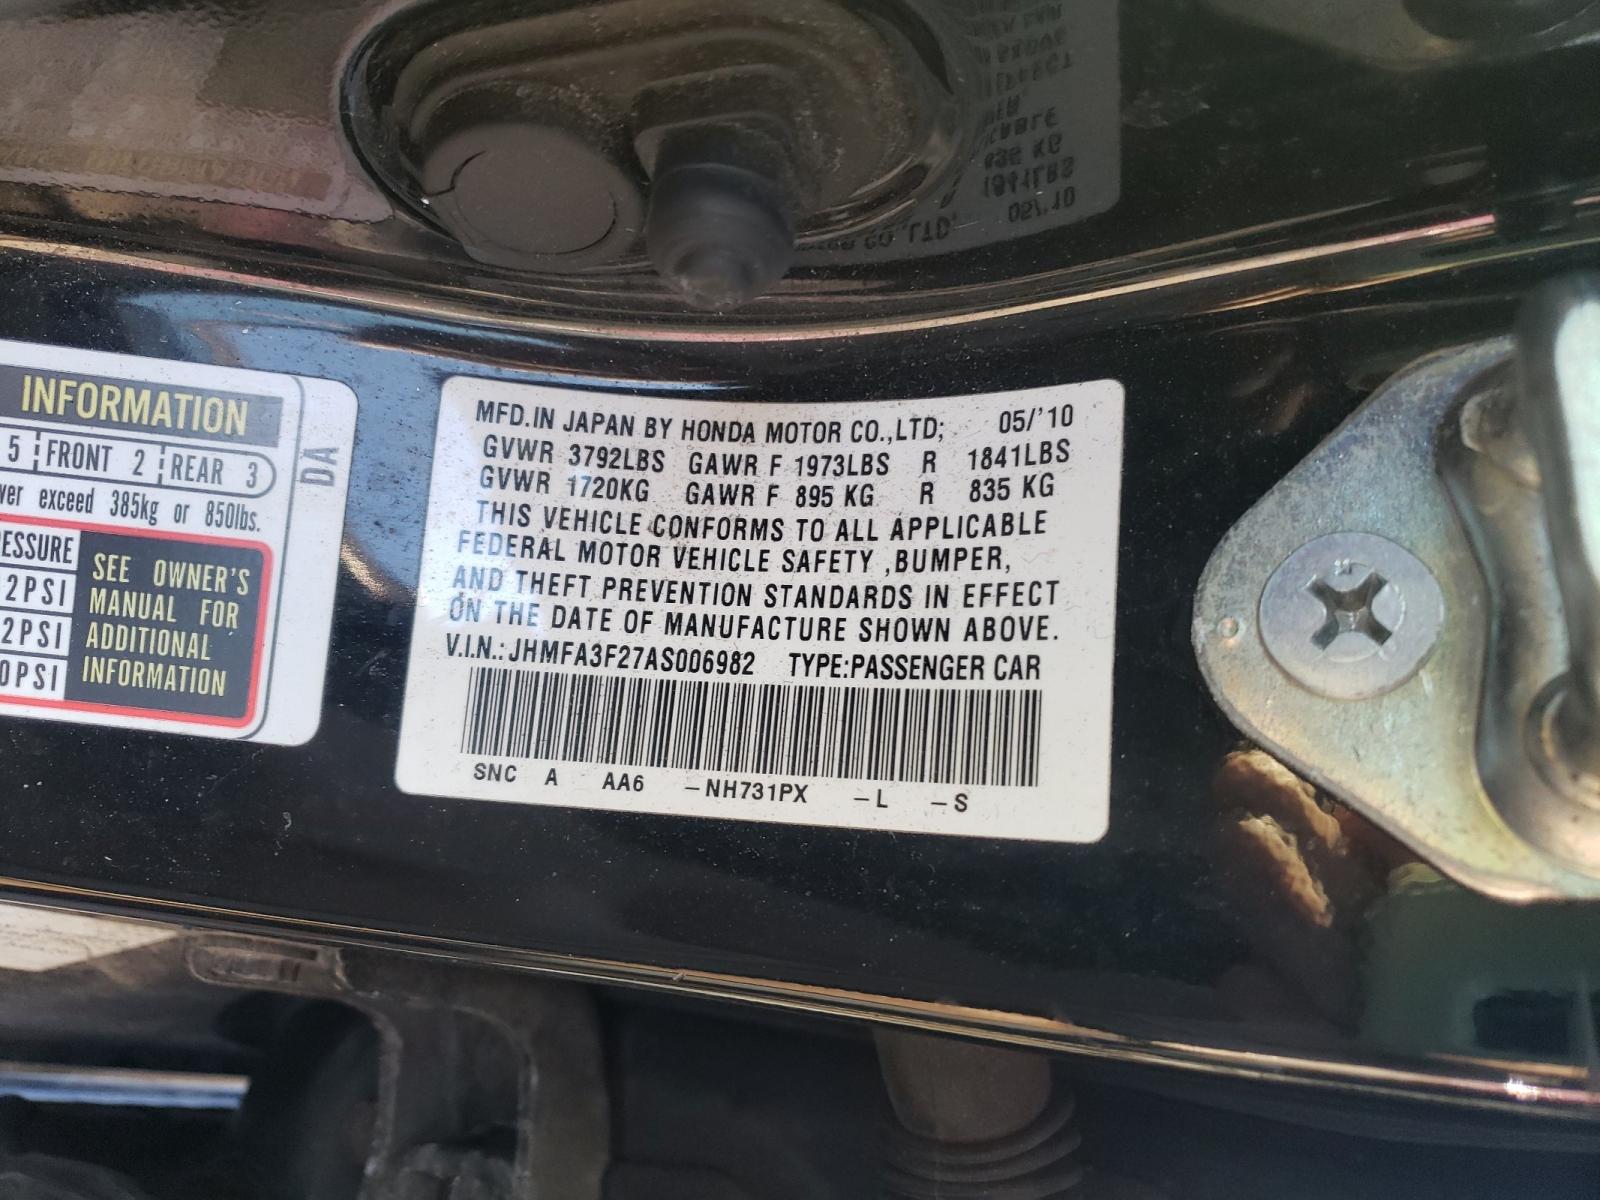 INFORMATION
5 FRONT 2 REAR 3
exceed 385kg or 850lbs.
DA
2PSI
2PSI
0PSI
SEE OWNER'S
MANUAL FOR
ADDITIONAL
INFORMATION
MFD.IN JAPAN BY HONDA MOTOR CO.,LTD; 05/'10
GVWR 3792LBS GAWR F 1973LBS R 1841LBS
GVWR 1720KG GAWR F 895 KG R 835 KG
THIS VEHICLE CONFORMS TO ALL APPLICABLE
FEDERAL MOTOR VEHICLE SAFETY ,BUMPER,
AND THEFT PREVENTION STANDARDS IN EFFECT
ON THE DATE OF MANUFACTURE SHOWN ABOVE.
V.I.N.:JHMFA3F27AS006982 TYPE:PASSENGER CAR
SNC A AA6 -NH731PX -L -S